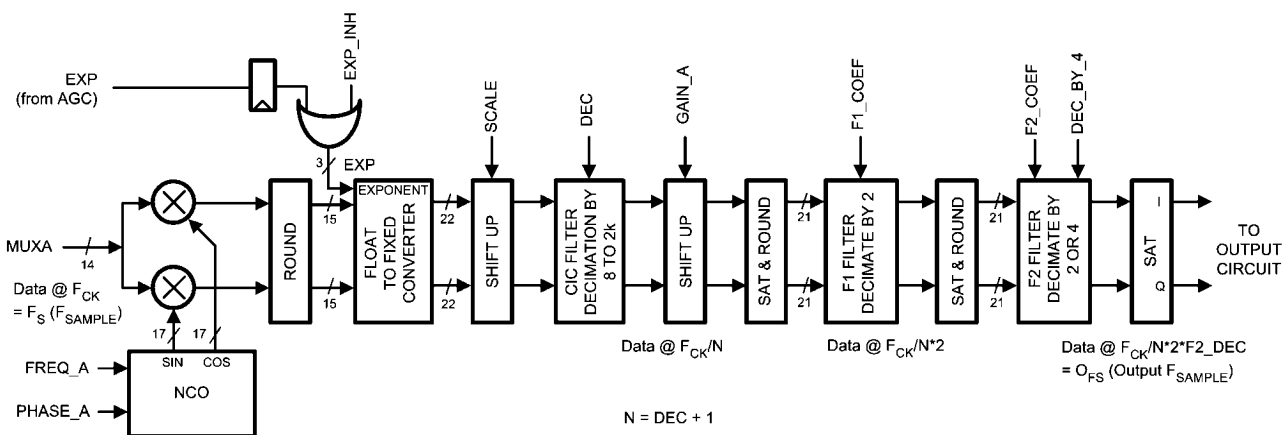 EXP
(from AGC)
EXP_INH
3
EXP
SCALE
DEC
GAIN_A
F1_COEF
F2_COEF
DEC_BY_4
MUXA
14
Data @ F_CK
= F_S (F_SAMPLE)
17
17
SIN
COS
NCO
FREQ_A
PHASE_A
ROUND
15
15
EXPONENT
FLOAT
TO FIXED
CONVERTER
22
22
SHIFT UP
CIC FILTER
DECIMATION BY
8 TO 2k
SHIFT UP
SAT & ROUND
21
21
F1 FILTER
DECIMATE BY 2
SAT & ROUND
21
21
F2 FILTER
DECIMATE BY
2 OR 4
I
SAT
Q
TO
OUTPUT
CIRCUIT
Data @ F_CK/N
Data @ F_CK/N*2
Data @ F_CK/N*2*F2_DEC
= O_FS (Output F_SAMPLE)
N = DEC + 1